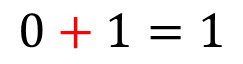 0 + 1 = 1